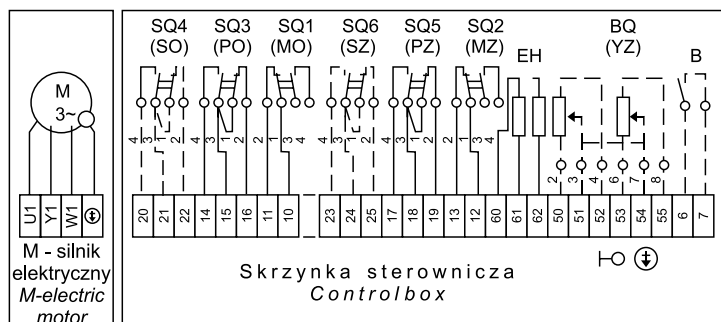 SQ4 SQ3 SQ1 SQ6 SQ5 SQ2
(SO) (PO) (MO) (SZ) (PZ) (MZ) EH BQ (YZ) B
M
3~
4 3 1 2 4 3 1 2 2 1 3 4 4 3 1 2 4 3 1 2 2 1 3 4
2 3 4 6 7 8
U1 Y1 W1
20 21 22 14 15 16 11 10 23 24 25 17 18 19 13 12 60 61 62 50 51 52 53 54 55 6 7
M - silnik
elektryczny
M-electric
motor
Skrzynka sterownicza
Controlbox